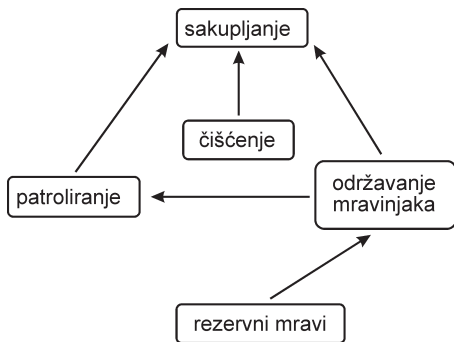 sakupljanje
čišćenje
patroliranje
održavanje
mravinjaka
rezervni mravi